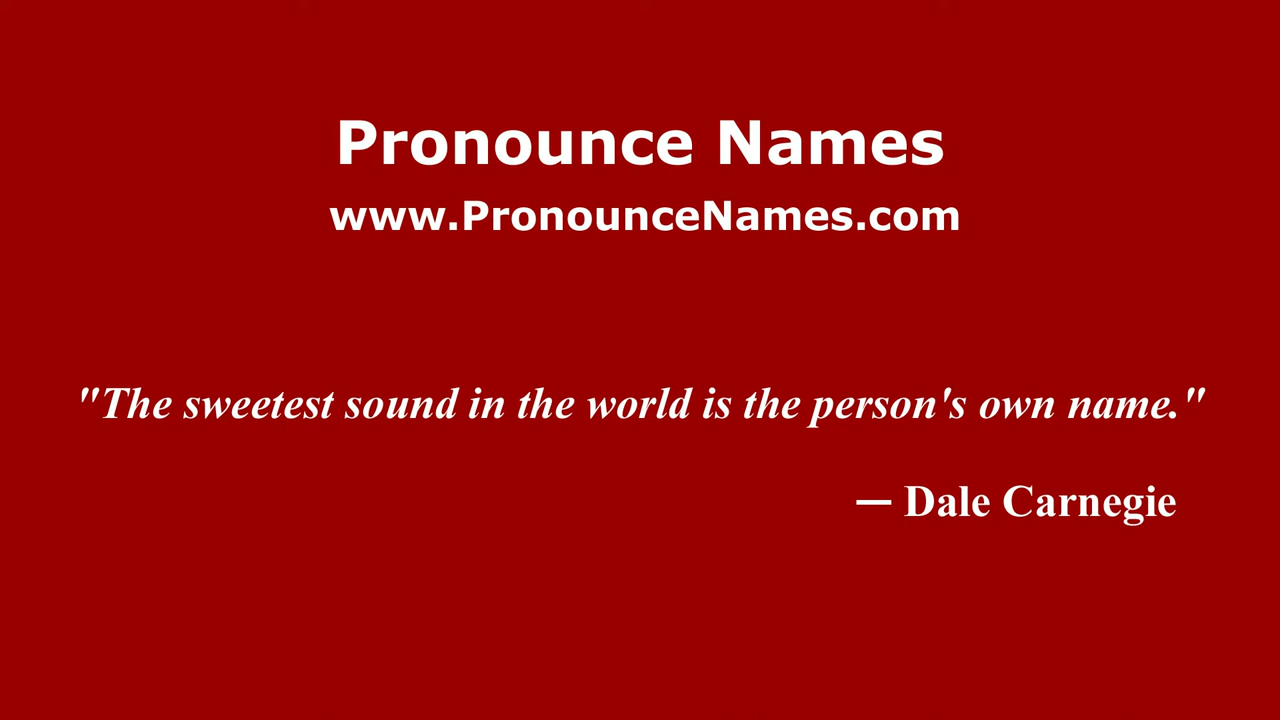 Pronounce Names
www.PronounceNames.com
"The sweetest sound in the world is the person's own name."
— Dale Carnegie